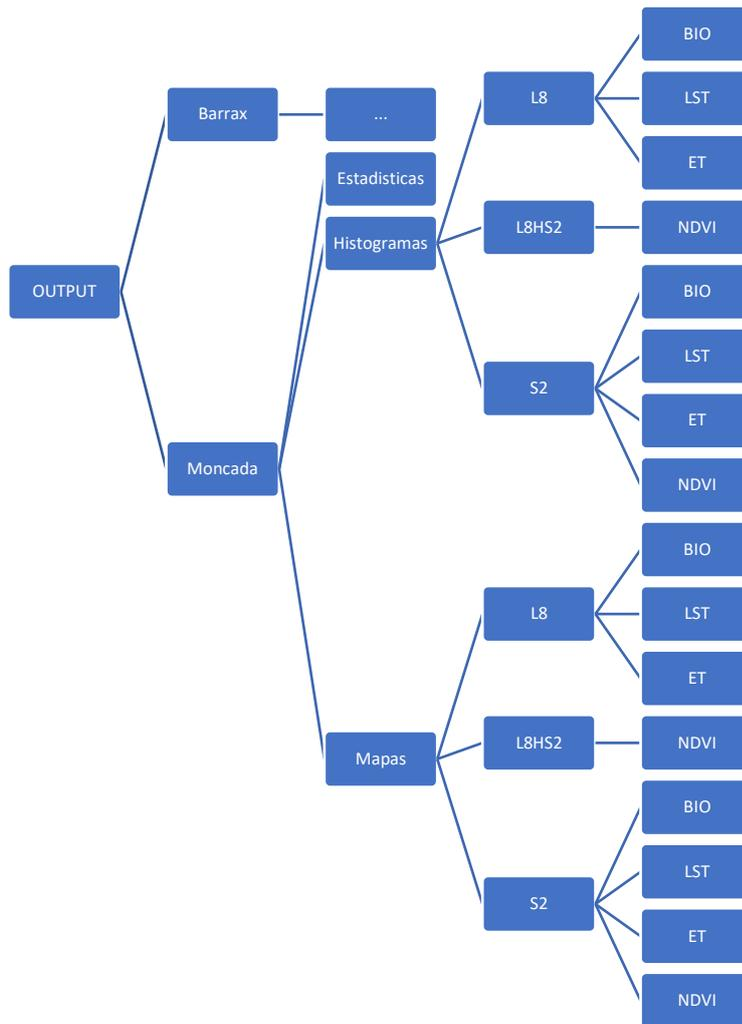 OUTPUT
Barrax
...
Moncada
Estadisticas
Histogramas
L8
BIO
LST
ET
L8HS2
NDVI
S2
BIO
LST
ET
NDVI
Mapas
L8
BIO
LST
ET
L8HS2
NDVI
S2
BIO
LST
ET
NDVI